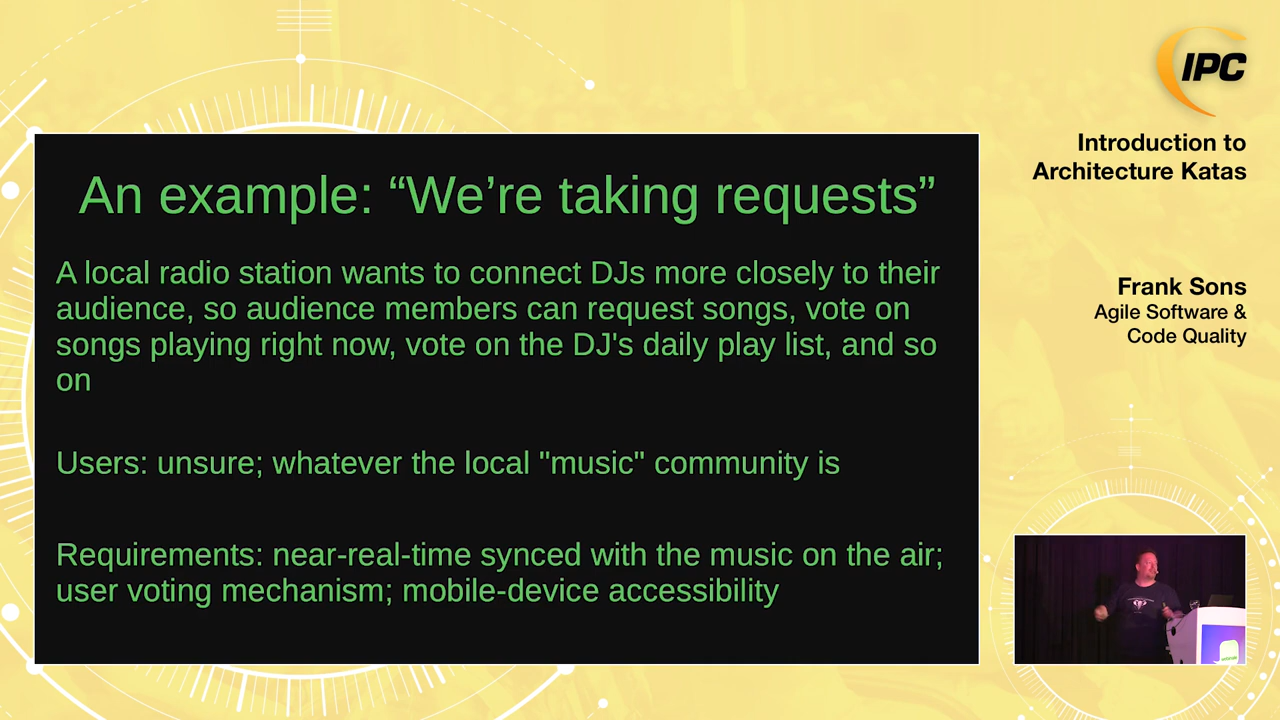 IPC
Introduction to
Architecture Katas
Frank Sons
Agile Software &
Code Quality
An example: “We’re taking requests”
A local radio station wants to connect DJs more closely to their
audience, so audience members can request songs, vote on
songs playing right now, vote on the DJ's daily play list, and so
on
Users: unsure; whatever the local "music" community is
Requirements: near-real-time synced with the music on the air;
user voting mechanism; mobile-device accessibility